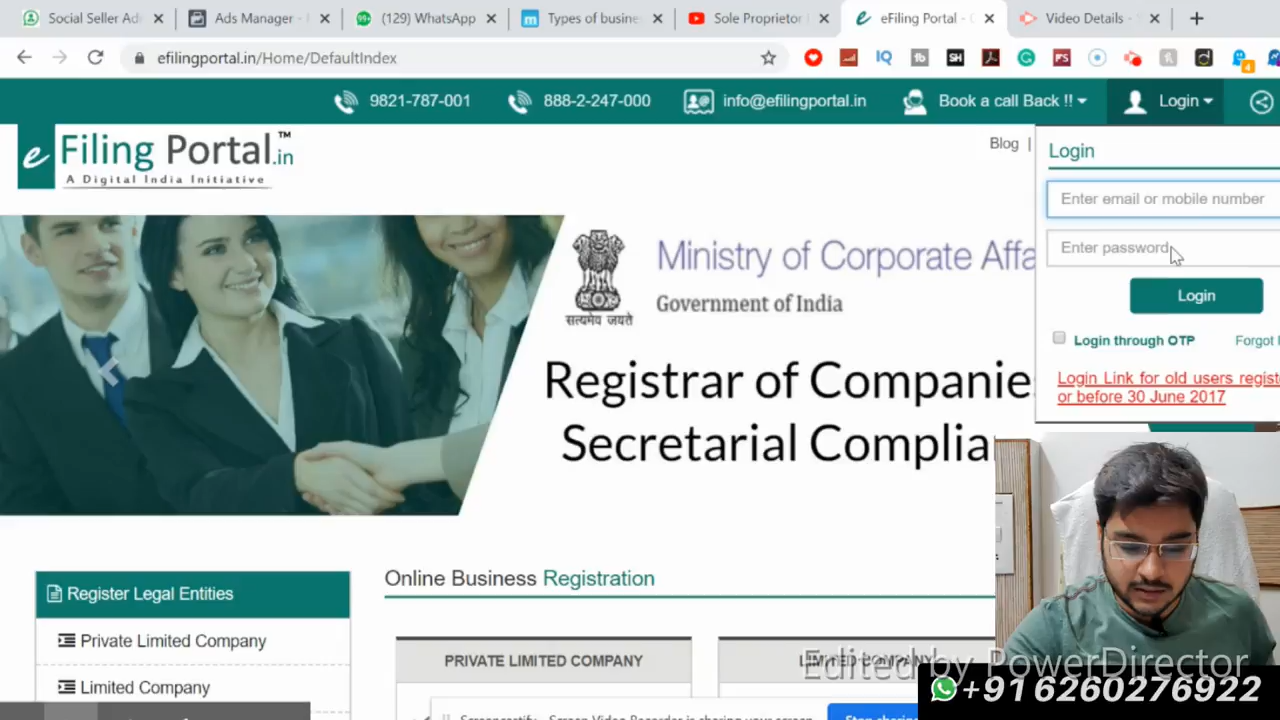 Social Seller Ad
Ads Manager -
(129) WhatsApp
Types of busine
Sole Proprietor
eFiling Portal -
Video Details -
efilingportal.in/Home/DefaultIndex
9821-787-001
888-2-247-000
info@efilingportal.in
Book a call Back !!
Login
e Filing Portal.in ™
A Digital India Initiative
Blog |
Login
Enter email or mobile number
Enter password
Login
Login through OTP
Forgot
Login Link for old users regist
or before 30 June 2017
Ministry of Corporate Affa
Government of India
सत्यमेव जयते
Registrar of Companie
Secretarial Complia
Register Legal Entities
Private Limited Company
Limited Company
Online Business Registration
PRIVATE LIMITED COMPANY
LIMITED COMPANY
Edited by PowerDirector
+91 6260276922